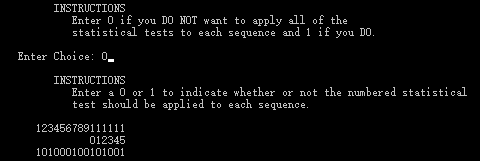 INSTRUCTIONS
Enter 0 if you DO NOT want to apply all of the
statistical tests to each sequence and 1 if you DO.
Enter Choice: 0
INSTRUCTIONS
Enter a 0 or 1 to indicate whether or not the numbered statistical
test should be applied to each sequence.
123456789111111
012345
101000100101001